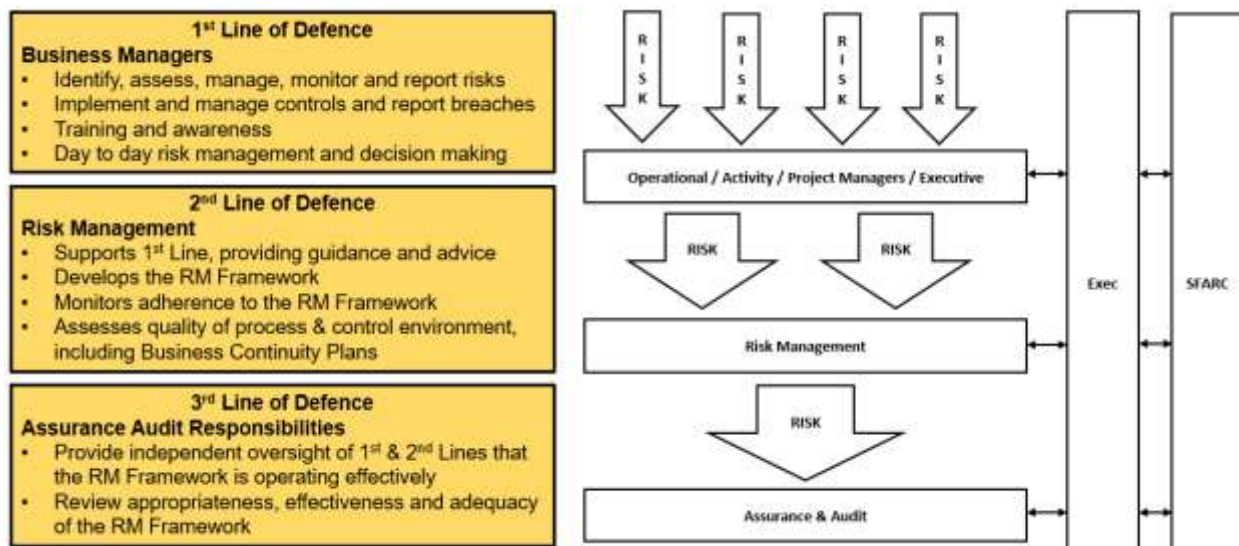 1st Line of Defence
Business Managers
• Identify, assess, manage, monitor and report risks
• Implement and manage controls and report breaches
• Training and awareness
• Day to day risk management and decision making
2nd Line of Defence
Risk Management
• Supports 1st Line, providing guidance and advice
• Develops the RM Framework
• Monitors adherence to the RM Framework
• Assesses quality of process & control environment,
including Business Continuity Plans
3rd Line of Defence
Assurance Audit Responsibilities
• Provide independent oversight of 1st & 2nd Lines that
the RM Framework is operating effectively
• Review appropriateness, effectiveness and adequacy
of the RM Framework
RISK
RISK
RISK
RISK
Operational / Activity / Project Managers / Executive
RISK
RISK
Risk Management
RISK
Assurance & Audit
Exec
SFARC